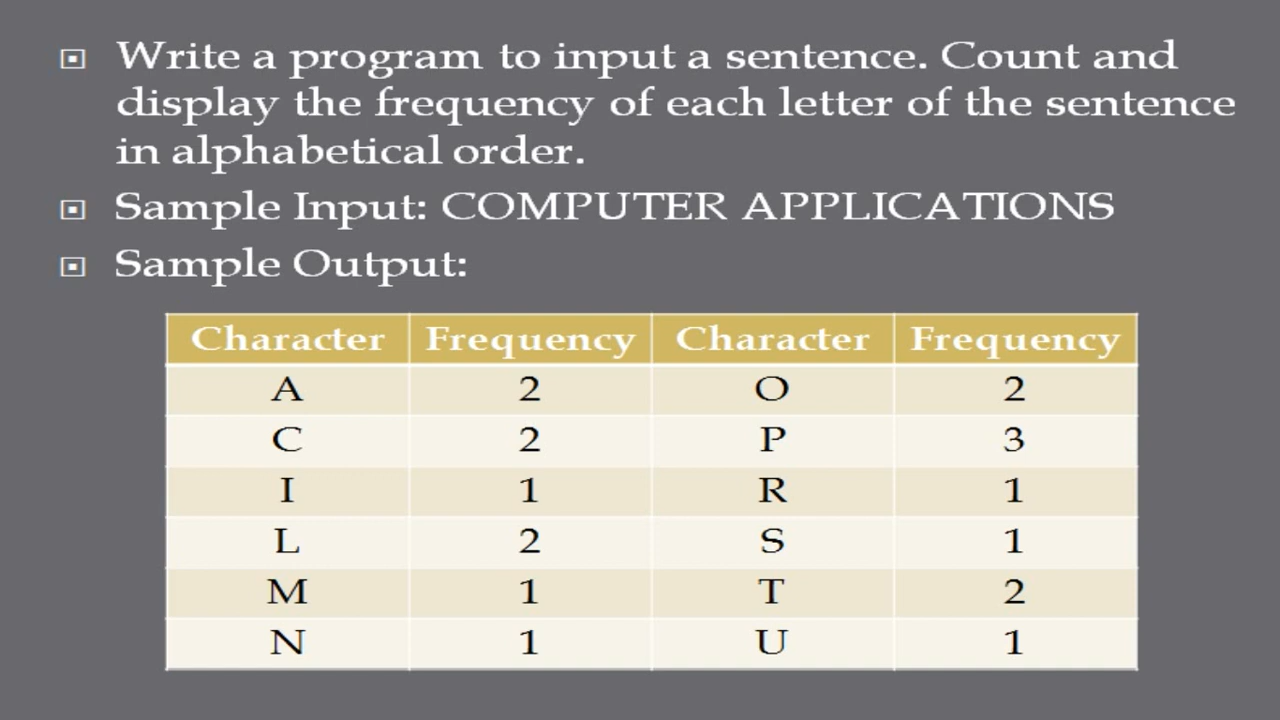 Write a program to input a sentence. Count and
display the frequency of each letter of the sentence
in alphabetical order.
Sample Input: COMPUTER APPLICATIONS
Sample Output:
Character Frequency Character Frequency
A 2 O 2
C 2 P 3
I 1 R 1
L 2 S 1
M 1 T 2
N 1 U 1